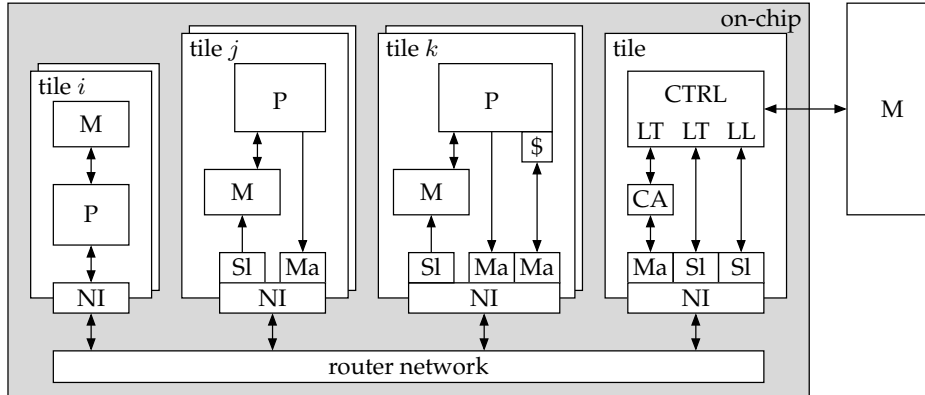 on-chip
tile i
M
P
NI
tile j
P
M
Sl Ma
NI
tile k
P
$
M
Sl Ma Ma
NI
tile
CTRL
LT LT LL
CA
Ma Sl Sl
NI
M
router network